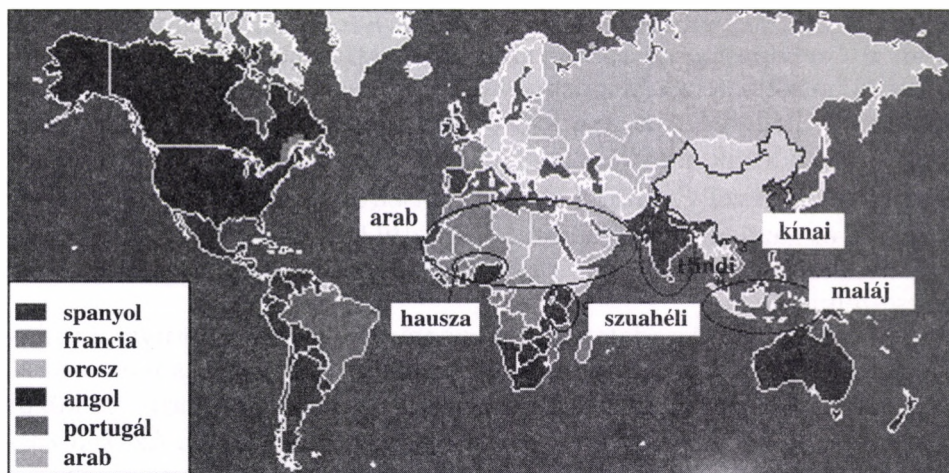 arab
kínai
hindi
maláj
hausza
szuahéli
spanyol
francia
orosz
angol
portugál
arab